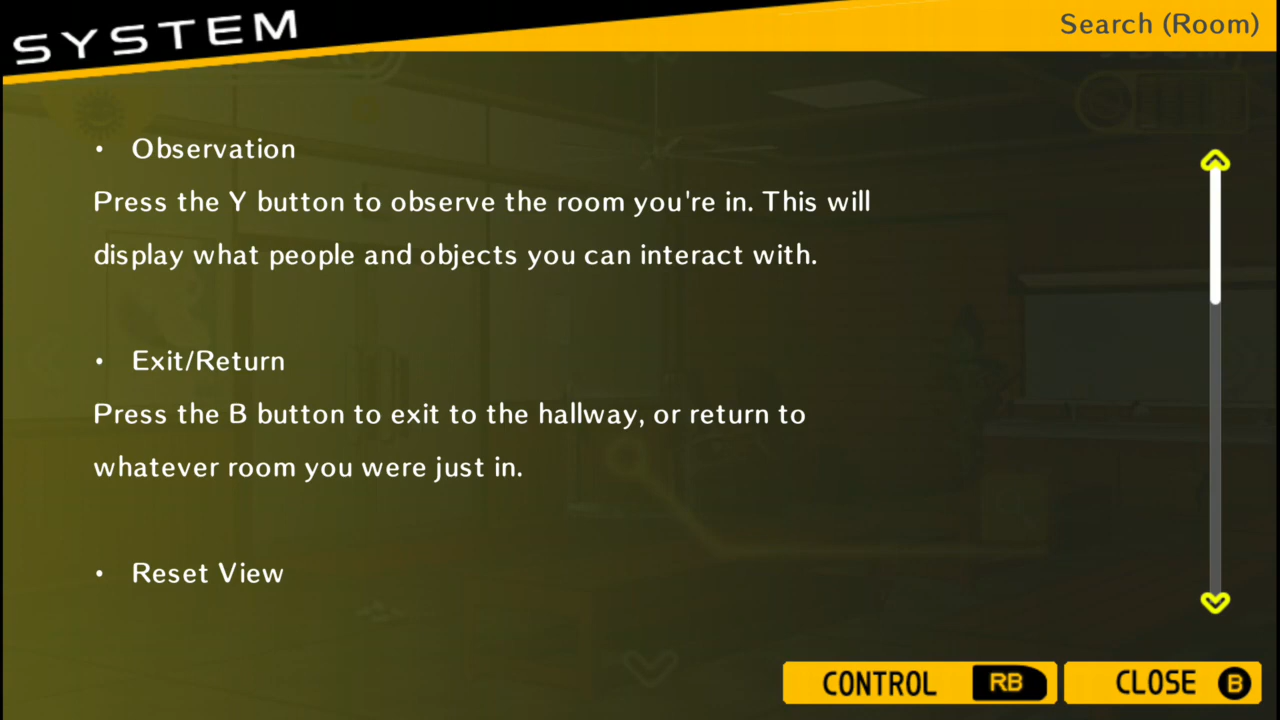 SYSTEM
Search (Room)
• Observation
Press the Y button to observe the room you're in. This will
display what people and objects you can interact with.
• Exit/Return
Press the B button to exit to the hallway, or return to
whatever room you were just in.
• Reset View
CONTROL RB
CLOSE B